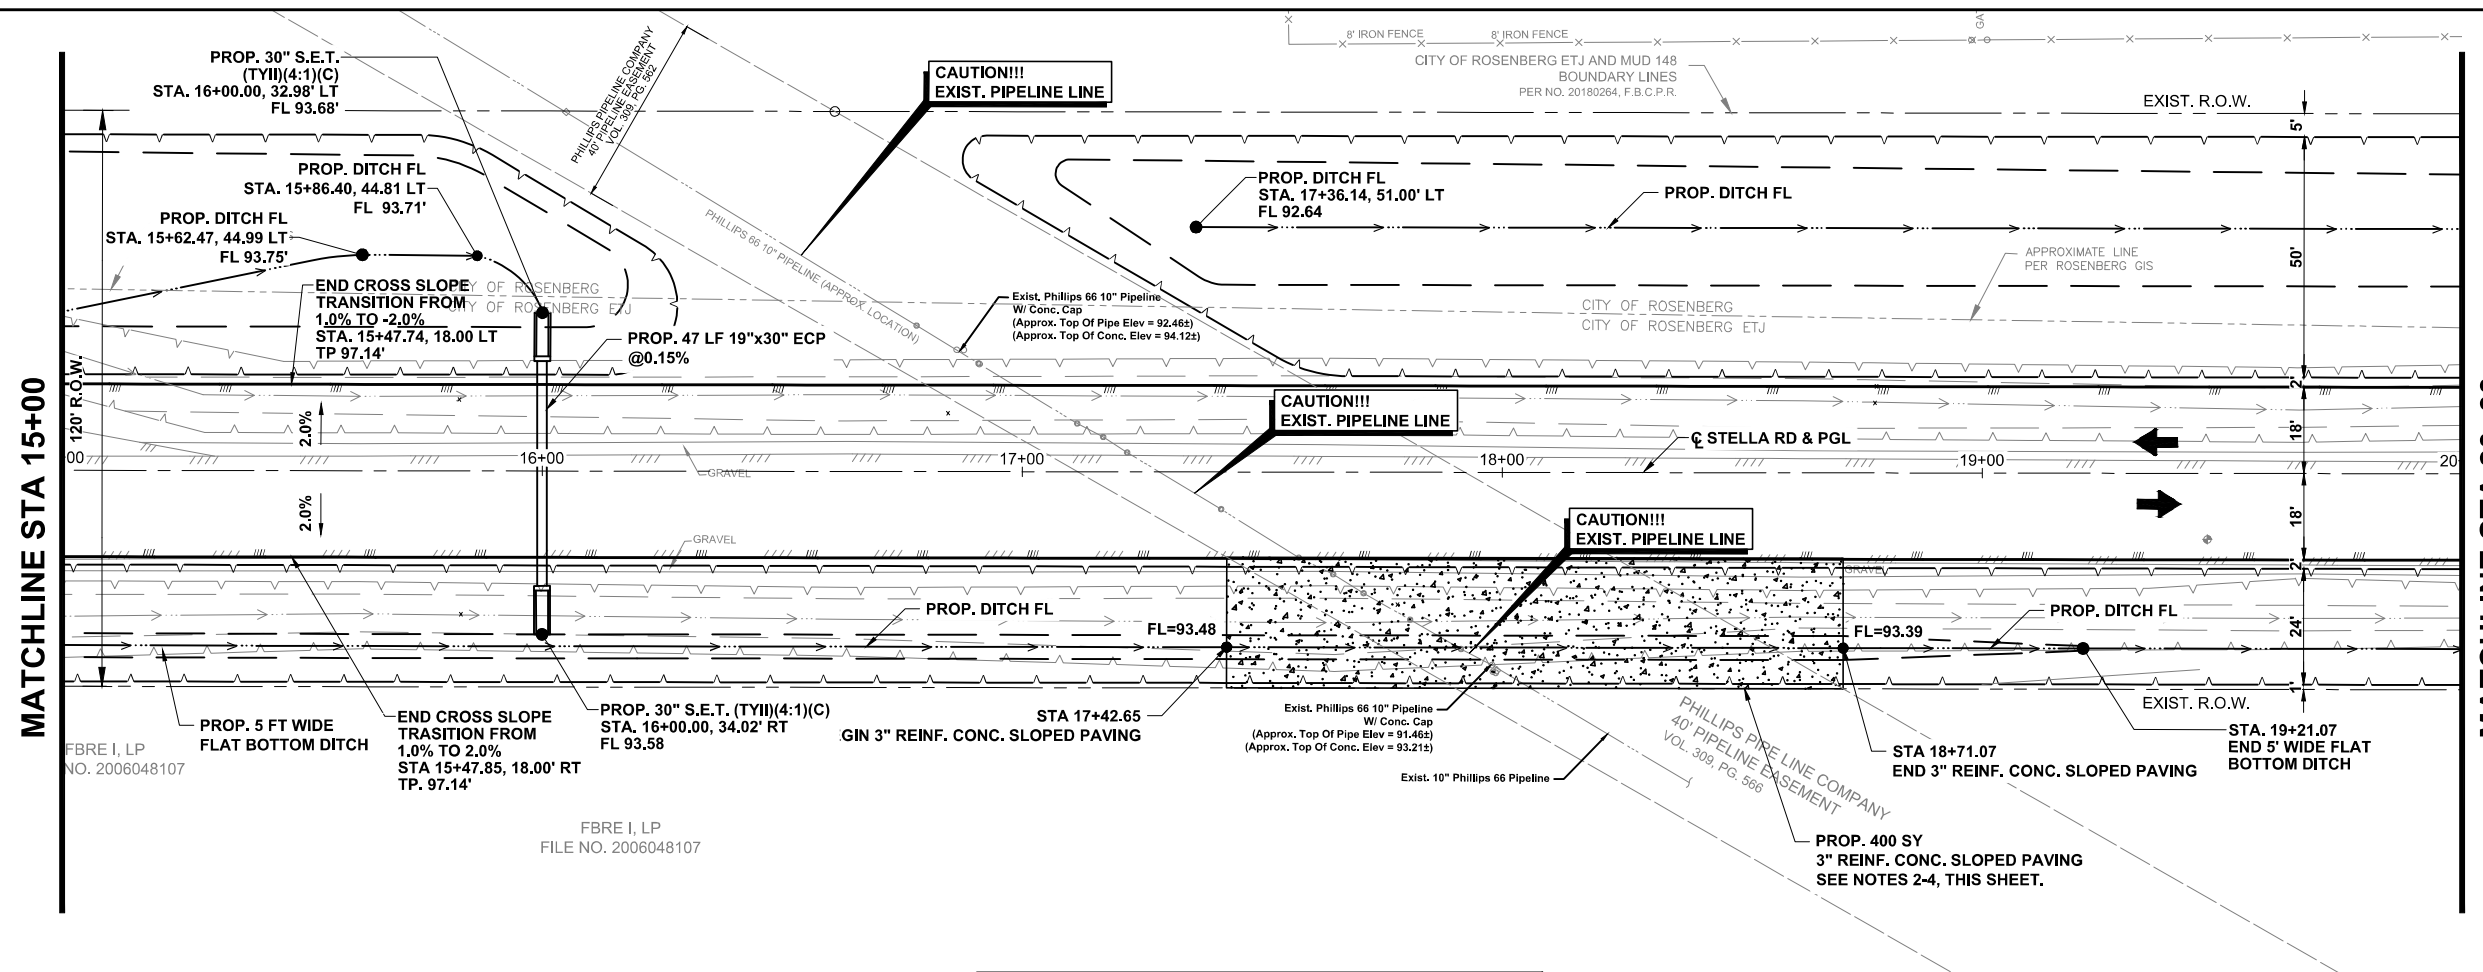 PROP. 30" S.E.T.
(TYII)(4:1)(C)
STA. 16+00.00, 32.98' LT
FL 93.68'
PHILLIPS PIPELINE COMPANY
40' PIPELINE EASEMENT
VOL. 309, PG. 562
CAUTION!!!
EXIST. PIPELINE LINE
8' IRON FENCE
8' IRON FENCE
GA
CITY OF ROSENBERG ETJ AND MUD 148
BOUNDARY LINES
PER NO. 20180264, F.B.C.P.R.
EXIST. R.O.W.
5'
PROP. DITCH FL
STA. 15+86.40, 44.81 LT
FL 93.71'
PROP. DITCH FL
STA. 15+62.47, 44.99 LT
FL 93.75'
PROP. DITCH FL
STA. 17+36.14, 51.00' LT
FL 92.64
PROP. DITCH FL
50'
APPROXIMATE LINE
PER ROSENBERG GIS
PHILLIPS 66 10" PIPELINE (APPROX. LOCATION)
END CROSS SLOPE
TRANSITION FROM
1.0% TO -2.0%
STA. 15+47.74, 18.00 LT
TP 97.14'
CITY OF ROSENBERG
CITY OF ROSENBERG ETJ
Exist. Phillips 66 10" Pipeline
W/ Conc. Cap
(Approx. Top Of Pipe Elev = 92.46±)
(Approx. Top Of Conc. Elev = 94.12±)
CITY OF ROSENBERG
CITY OF ROSENBERG ETJ
PROP. 47 LF 19"x30" ECP
@0.15%
MATCHLINE STA 15+00
120' R.O.W.
2.0%
2.0%
CAUTION!!!
EXIST. PIPELINE LINE
2'
18'
18'
2'
24'
1'
℄ STELLA RD & PGL
00
16+00
17+00
18+00
19+00
20
GRAVEL
GRAVEL
GRAVEL
CAUTION!!!
EXIST. PIPELINE LINE
PROP. DITCH FL
FL=93.48
FL=93.39
PROP. DITCH FL
PROP. 5 FT WIDE
FLAT BOTTOM DITCH
END CROSS SLOPE
TRASITION FROM
1.0% TO 2.0%
STA 15+47.85, 18.00' RT
TP. 97.14'
PROP. 30" S.E.T. (TYII)(4:1)(C)
STA. 16+00.00, 34.02' RT
FL 93.58
STA 17+42.65
GIN 3" REINF. CONC. SLOPED PAVING
Exist. Phillips 66 10" Pipeline
W/ Conc. Cap
(Approx. Top Of Pipe Elev = 91.46±)
(Approx. Top Of Conc. Elev = 93.21±)
Exist. 10" Phillips 66 Pipeline
PHILLIPS PIPE LINE COMPANY
40' PIPELINE EASEMENT
VOL. 309, PG. 566
EXIST. R.O.W.
STA 18+71.07
END 3" REINF. CONC. SLOPED PAVING
STA. 19+21.07
END 5' WIDE FLAT
BOTTOM DITCH
FBRE I, LP
NO. 2006048107
FBRE I, LP
FILE NO. 2006048107
PROP. 400 SY
3" REINF. CONC. SLOPED PAVING
SEE NOTES 2-4, THIS SHEET.